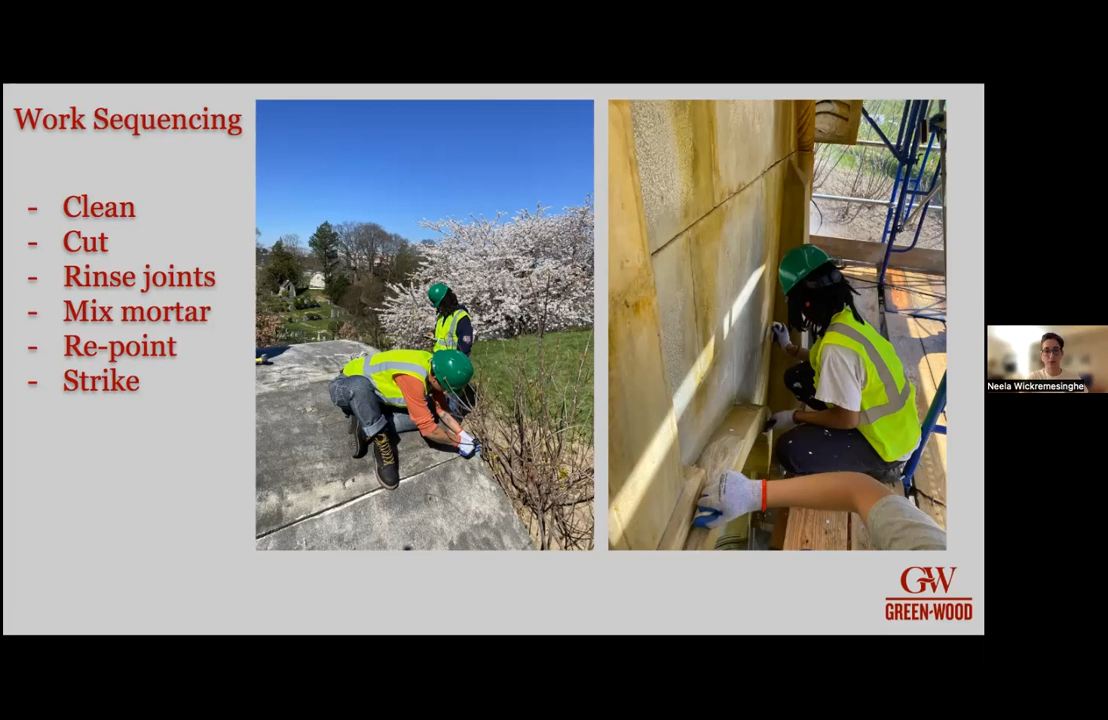 Work Sequencing
- Clean
- Cut
- Rinse joints
- Mix mortar
- Re-point
- Strike
GW
GREEN-WOOD
Neela Wickremesinghe